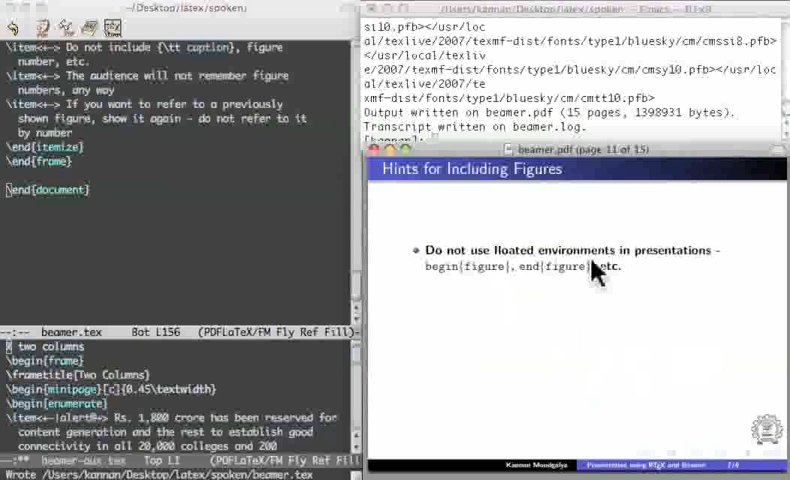 ~/Desktop/latex/spoken)
\item<+-> Do not include {\tt caption}, figure
number, etc.
\item<+-> The audience will not remember figure
numbers, any way
\item<+-> If you want to refer to a previously
shown figure, show it again - do not refer to it
by number
\end{itemize}
\end{frame}
\end{document}
--:-- beamer.tex Bot L156 (PDFLaTeX/FM Fly Ref Fill)--
% two columns
\begin{frame}
\frametitle{Two Columns}
\begin{minipage}[c]{0.45\textwidth}
\begin{enumerate}
\item<+-|alert@+> Rs. 1,800 crore has been reserved for
content generation and the rest to establish good
connectivity in all 20,000 colleges and 200
--:** beamer-aux.tex Top L1 (PDFLaTeX/FM Fly Ref Fill
Wrote /Users/kannan/Desktop/latex/spoken/beamer.tex
~/Desktop/latex/spoken — Emacs —
si10.pfb></usr/loc
al/texlive/2007/texmf-dist/fonts/type1/bluesky/cm/cmssi8.pfb>
</usr/local/texliv
e/2007/texmf-dist/fonts/type1/bluesky/cm/cmsy10.pfb></usr/loc
al/texlive/2007/te
xmf-dist/fonts/type1/bluesky/cm/cmtt10.pfb>
Output written on beamer.pdf (15 pages, 1398931 bytes).
Transcript written on beamer.log.
beamer.pdf (page 11 of 15)
Hints for Including Figures
Do not use floated environments in presentations -
begin{figure}, end{figure} etc.
Kannan Moudgalya Presentations using LATEX and Beamer 7/9